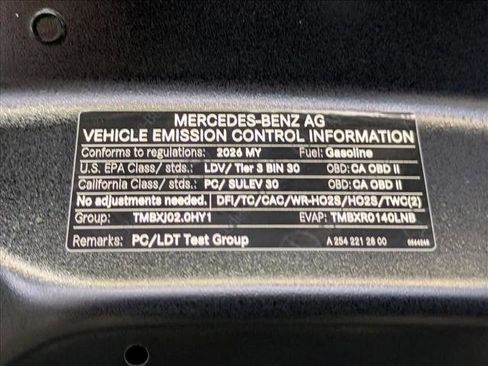 MERCEDES-BENZ AG
VEHICLE EMISSION CONTROL INFORMATION
Conforms to regulations: 2026 MY Fuel: Gasoline
U.S. EPA Class/ stds.: LDV/ Tier 3 BIN 30 OBD: CA OBD II
California Class/ stds.: PC/ SULEV 30 OBD: CA OBD II
No adjustments needed. DFI/TC/CAC/WR-HO2S/HO2S/TWC(2)
Group: TMBXJ02.0HY1 EVAP: TMBXR0140LNB
Remarks: PC/LDT Test Group A 254 221 28 00